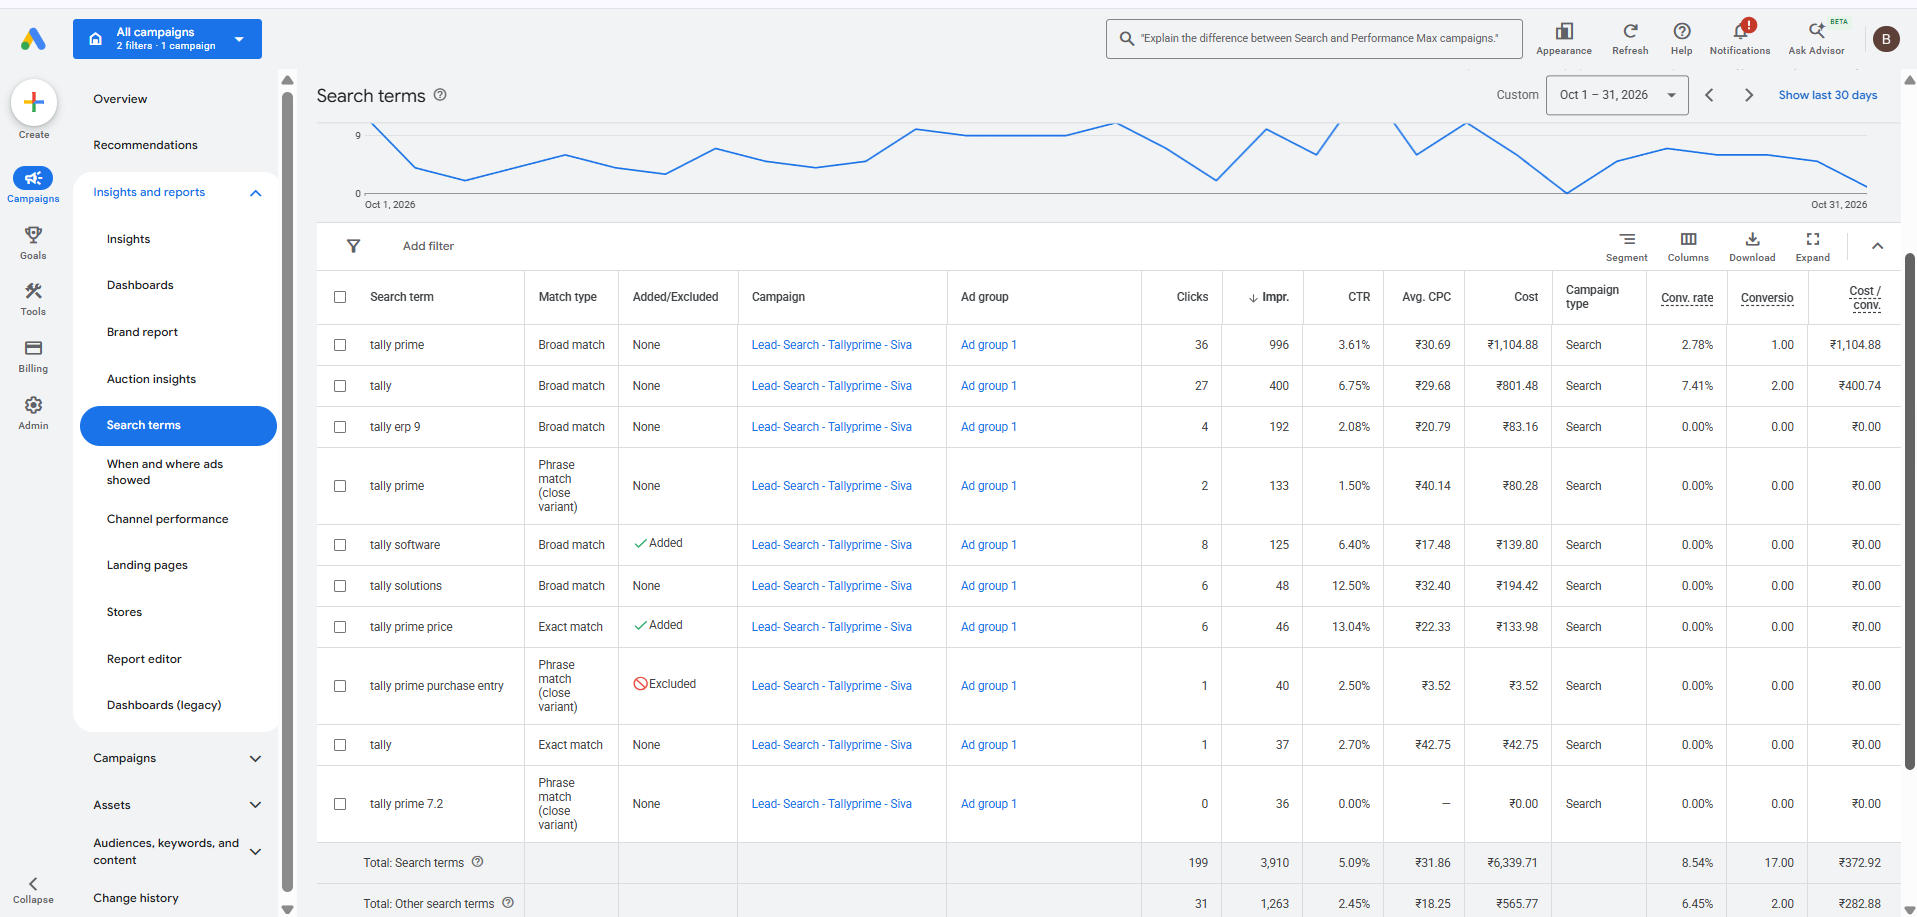 All campaigns
2 filters · 1 campaign
"Explain the difference between Search and Performance Max campaigns."
Appearance
Refresh
Help
Notifications
BETA
Ask Advisor
B
Create
Campaigns
Goals
Tools
Billing
Admin
Collapse
Overview
Recommendations
Insights and reports
Insights
Dashboards
Brand report
Auction insights
Search terms
When and where ads
showed
Channel performance
Landing pages
Stores
Report editor
Dashboards (legacy)
Campaigns
Assets
Audiences, keywords, and
content
Change history
Search terms
Custom Oct 1 – 31, 2026 Show last 30 days
9
0
Oct 1, 2026 Oct 31, 2026
Add filter
Segment Columns Download Expand
Search term Match type Added/Excluded Campaign Ad group Clicks Impr. CTR Avg. CPC Cost Campaign type Conv. rate Conversio Cost / conv.
tally prime Broad match None Lead- Search - Tallyprime - Siva Ad group 1 36 996 3.61% ₹30.69 ₹1,104.88 Search 2.78% 1.00 ₹1,104.88
tally Broad match None Lead- Search - Tallyprime - Siva Ad group 1 27 400 6.75% ₹29.68 ₹801.48 Search 7.41% 2.00 ₹400.74
tally erp 9 Broad match None Lead- Search - Tallyprime - Siva Ad group 1 4 192 2.08% ₹20.79 ₹83.16 Search 0.00% 0.00 ₹0.00
tally prime Phrase match (close variant) None Lead- Search - Tallyprime - Siva Ad group 1 2 133 1.50% ₹40.14 ₹80.28 Search 0.00% 0.00 ₹0.00
tally software Broad match Added Lead- Search - Tallyprime - Siva Ad group 1 8 125 6.40% ₹17.48 ₹139.80 Search 0.00% 0.00 ₹0.00
tally solutions Broad match None Lead- Search - Tallyprime - Siva Ad group 1 6 48 12.50% ₹32.40 ₹194.42 Search 0.00% 0.00 ₹0.00
tally prime price Exact match Added Lead- Search - Tallyprime - Siva Ad group 1 6 46 13.04% ₹22.33 ₹133.98 Search 0.00% 0.00 ₹0.00
tally prime purchase entry Phrase match (close variant) Excluded Lead- Search - Tallyprime - Siva Ad group 1 1 40 2.50% ₹3.52 ₹3.52 Search 0.00% 0.00 ₹0.00
tally Exact match None Lead- Search - Tallyprime - Siva Ad group 1 1 37 2.70% ₹42.75 ₹42.75 Search 0.00% 0.00 ₹0.00
tally prime 7.2 Phrase match (close variant) None Lead- Search - Tallyprime - Siva Ad group 1 0 36 0.00% — ₹0.00 Search 0.00% 0.00 ₹0.00
Total: Search terms 199 3,910 5.09% ₹31.86 ₹6,339.71 8.54% 17.00 ₹372.92
Total: Other search terms 31 1,263 2.45% ₹18.25 ₹565.77 6.45% 2.00 ₹282.88